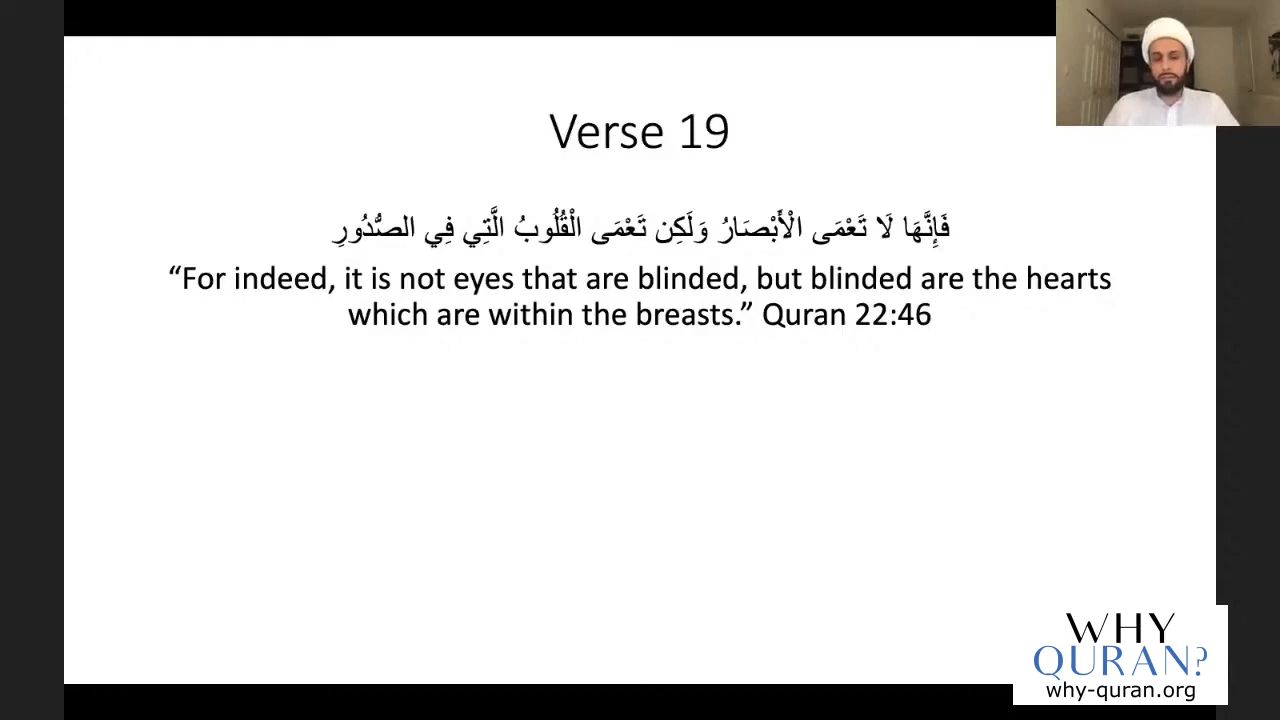 Verse 19
فَإِنَّهَا لَا تَعْمَى الْأَبْصَارُ وَلَكِن تَعْمَى الْقُلُوبُ الَّتِي فِي الصُّدُورِ
“For indeed, it is not eyes that are blinded, but blinded are the hearts
which are within the breasts.” Quran 22:46
WHY
QURAN?
why-quran.org